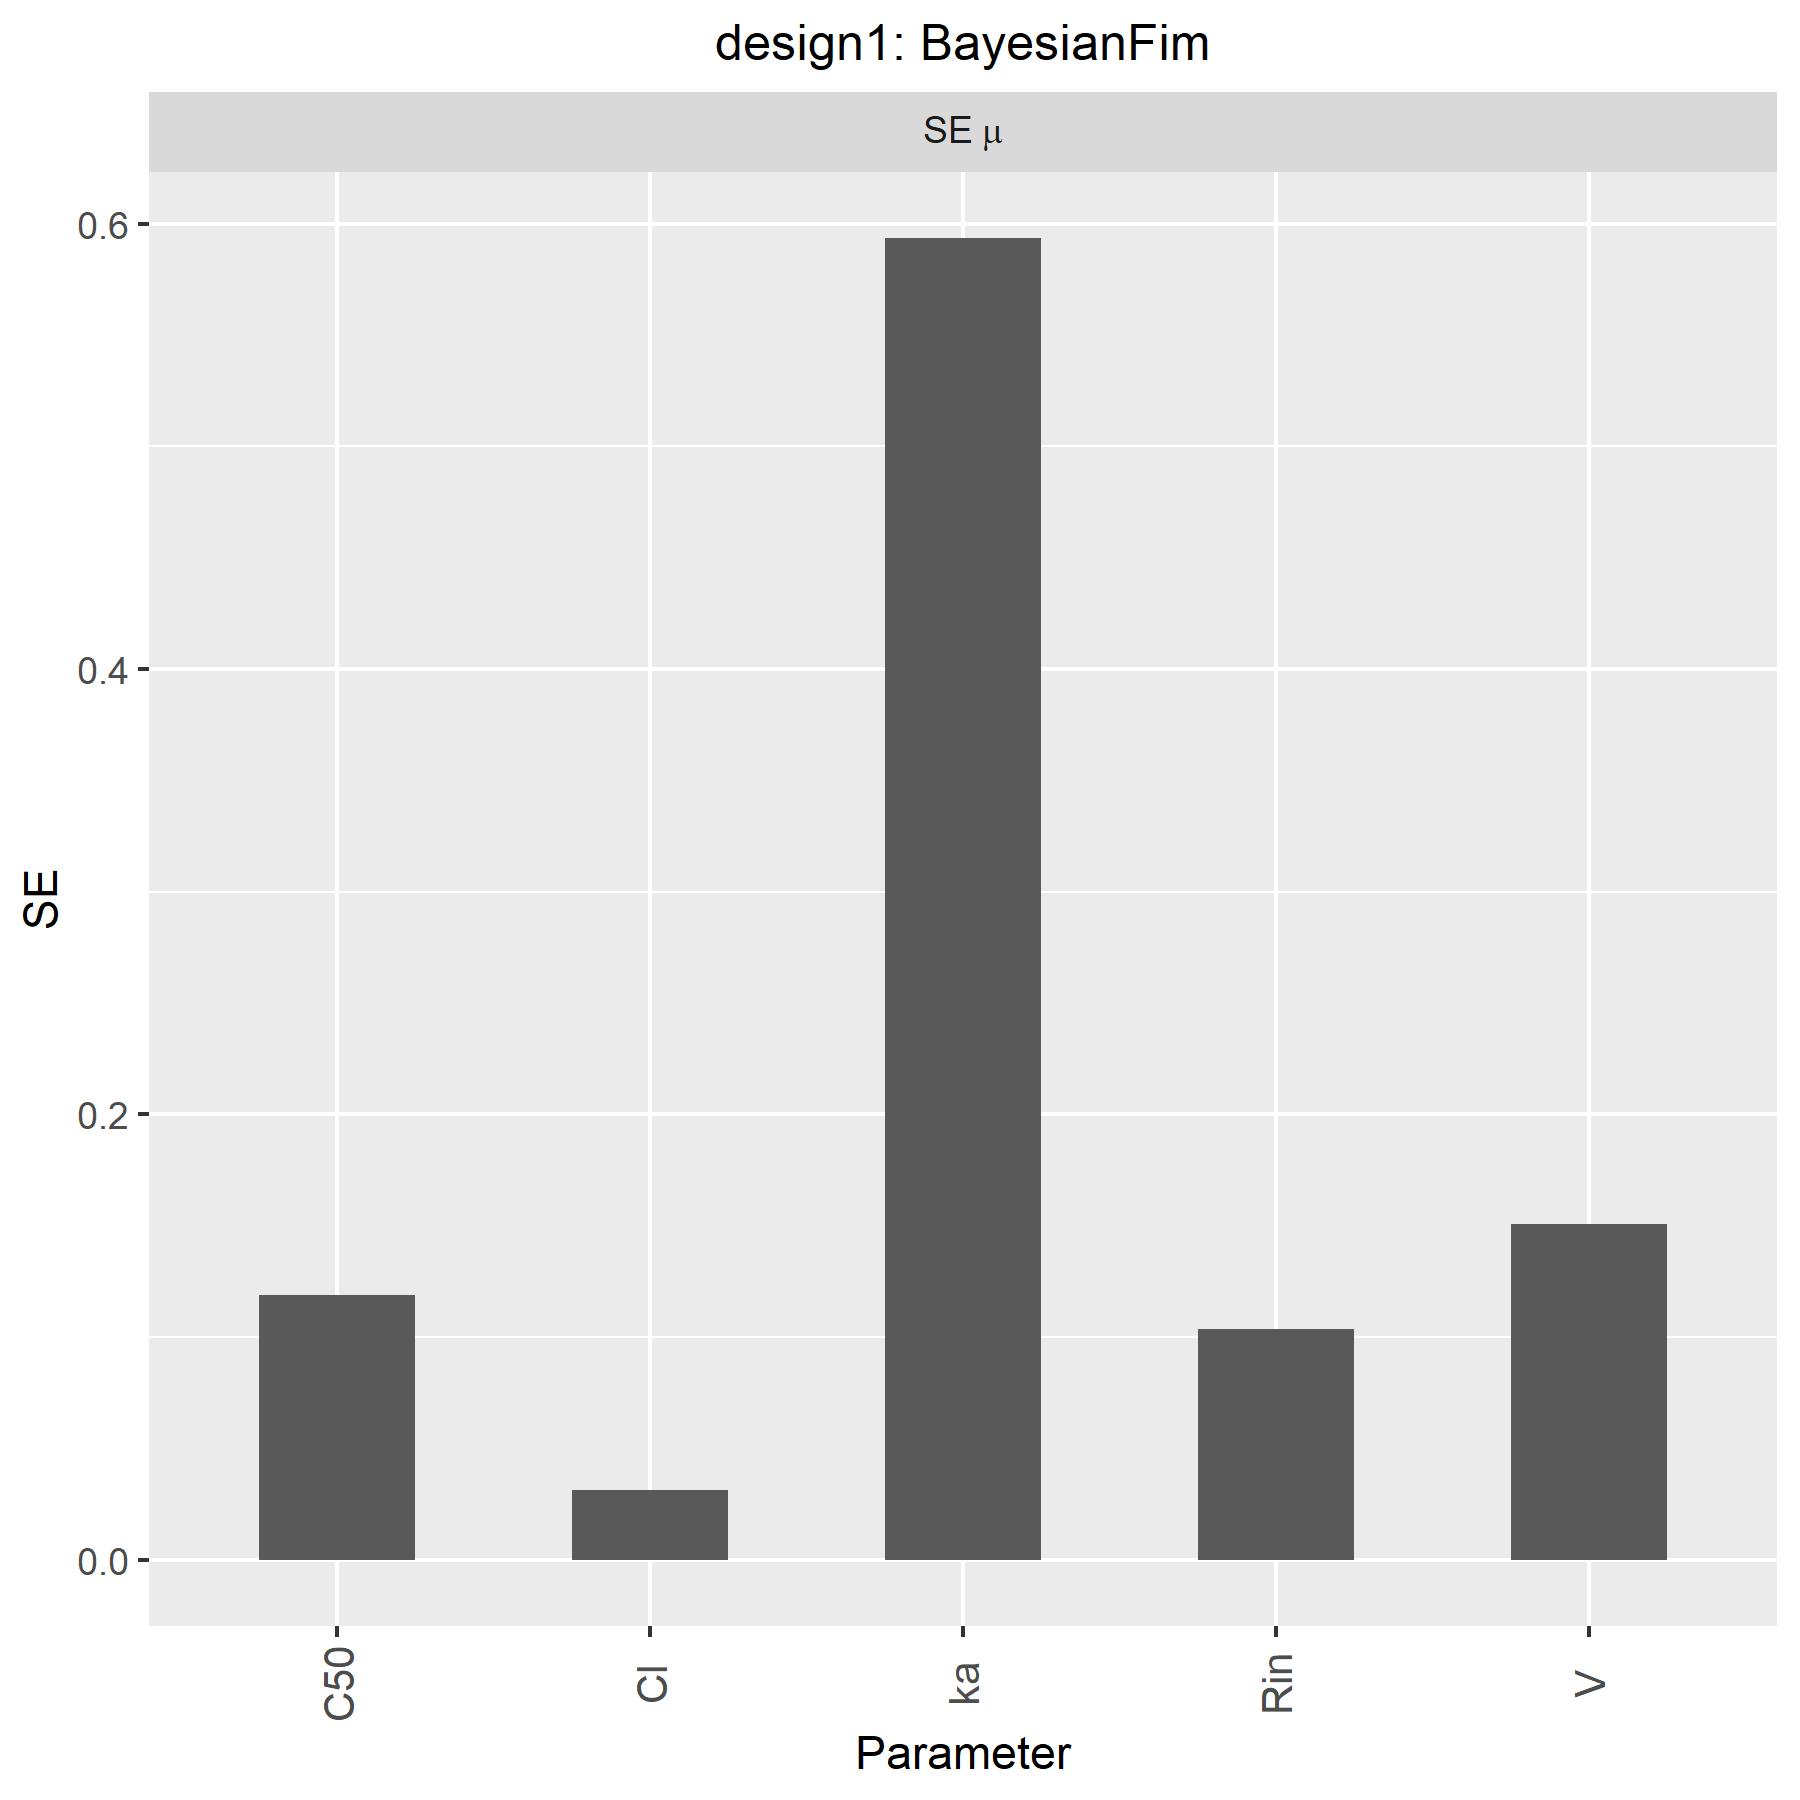 design1: BayesianFim
SE μ
0.6
0.4
0.2
0.0
SE
C50
Cl
ka
Rin
V
Parameter